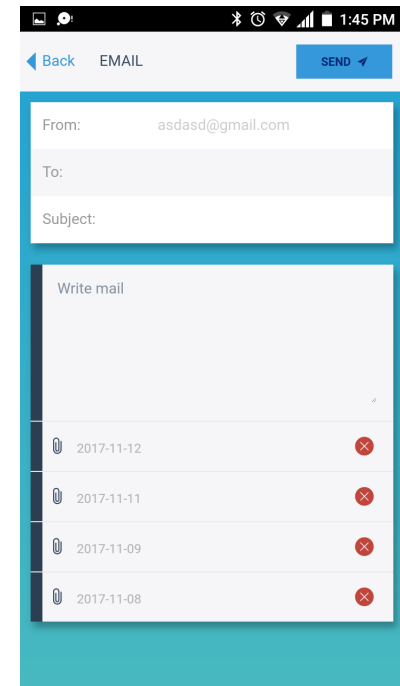 1:45 PM
Back EMAIL SEND
From: asdasd@gmail.com
To:
Subject:
Write mail
2017-11-12
2017-11-11
2017-11-09
2017-11-08